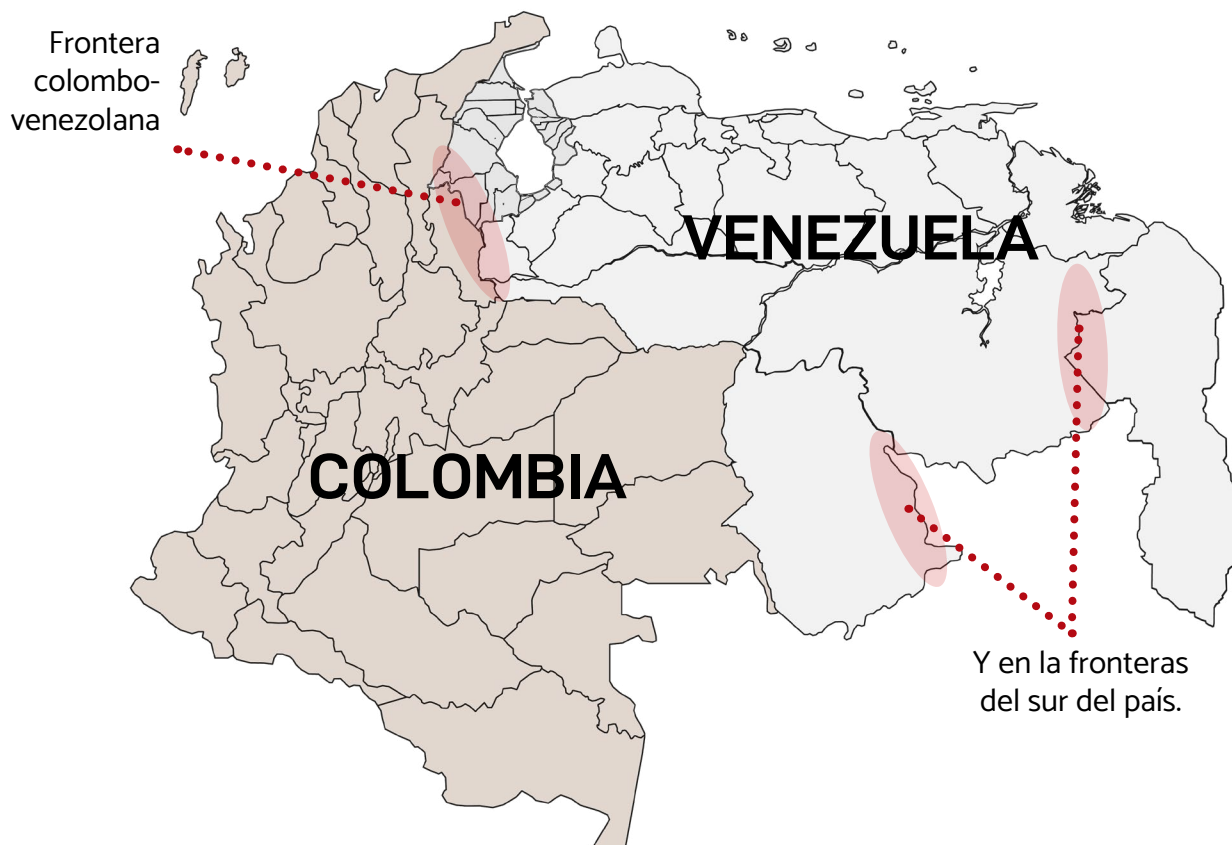 Frontera
colombo-
venezolana
VENEZUELA
COLOMBIA
Y en la fronteras
del sur del país.